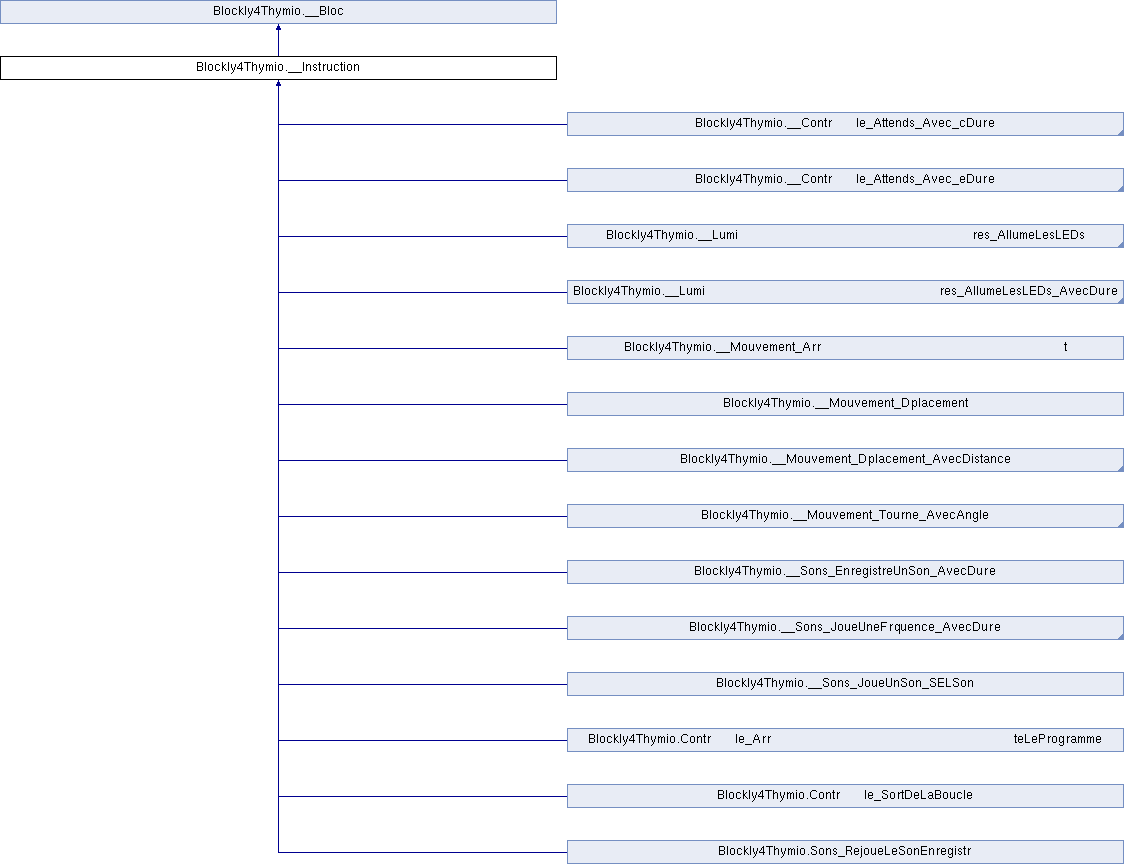 Blockly4Thymio.__Bloc
Blockly4Thymio.__Instruction
Blockly4Thymio.__Contr le_Attends_Avec_cDure
Blockly4Thymio.__Contr le_Attends_Avec_eDure
Blockly4Thymio.__Lumi res_AllumeLesLEDs
Blockly4Thymio.__Lumi res_AllumeLesLEDs_AvecDure
Blockly4Thymio.__Mouvement_Arr t
Blockly4Thymio.__Mouvement_Dplacement
Blockly4Thymio.__Mouvement_Dplacement_AvecDistance
Blockly4Thymio.__Mouvement_Tourne_AvecAngle
Blockly4Thymio.__Sons_EnregistreUnSon_AvecDure
Blockly4Thymio.__Sons_JoueUneFrquence_AvecDure
Blockly4Thymio.__Sons_JoueUnSon_SELSon
Blockly4Thymio.Contr le_Arr teLeProgramme
Blockly4Thymio.Contr le_SortDeLaBoucle
Blockly4Thymio.Sons_RejoueLeSonEnregistr